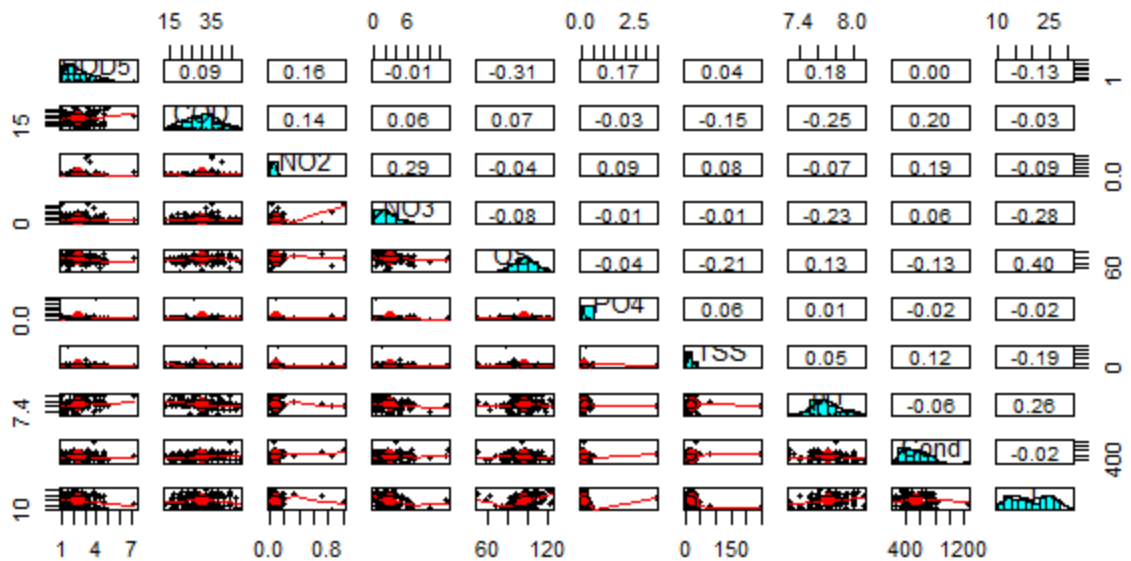 15 35 0 6 0.0 2.5 7.4 8.0 10 25
BOD5 0.09 0.16 -0.01 -0.31 0.17 0.04 0.18 0.00 -0.13 1
15 COD 0.14 0.06 0.07 -0.03 -0.15 -0.25 0.20 -0.03
NO2 0.29 -0.04 0.09 0.08 -0.07 0.19 -0.09 0.0
0 NO3 -0.08 -0.01 -0.01 -0.23 0.06 -0.28
-0.04 -0.21 0.13 -0.13 0.40 60
0.0 PO4 0.06 0.01 -0.02 -0.02
TSS 0.05 0.12 -0.19 0
7.4 -0.06 0.26
Cond -0.02 400
10
1 4 7 0.0 0.8 60 120 0 150 400 1200